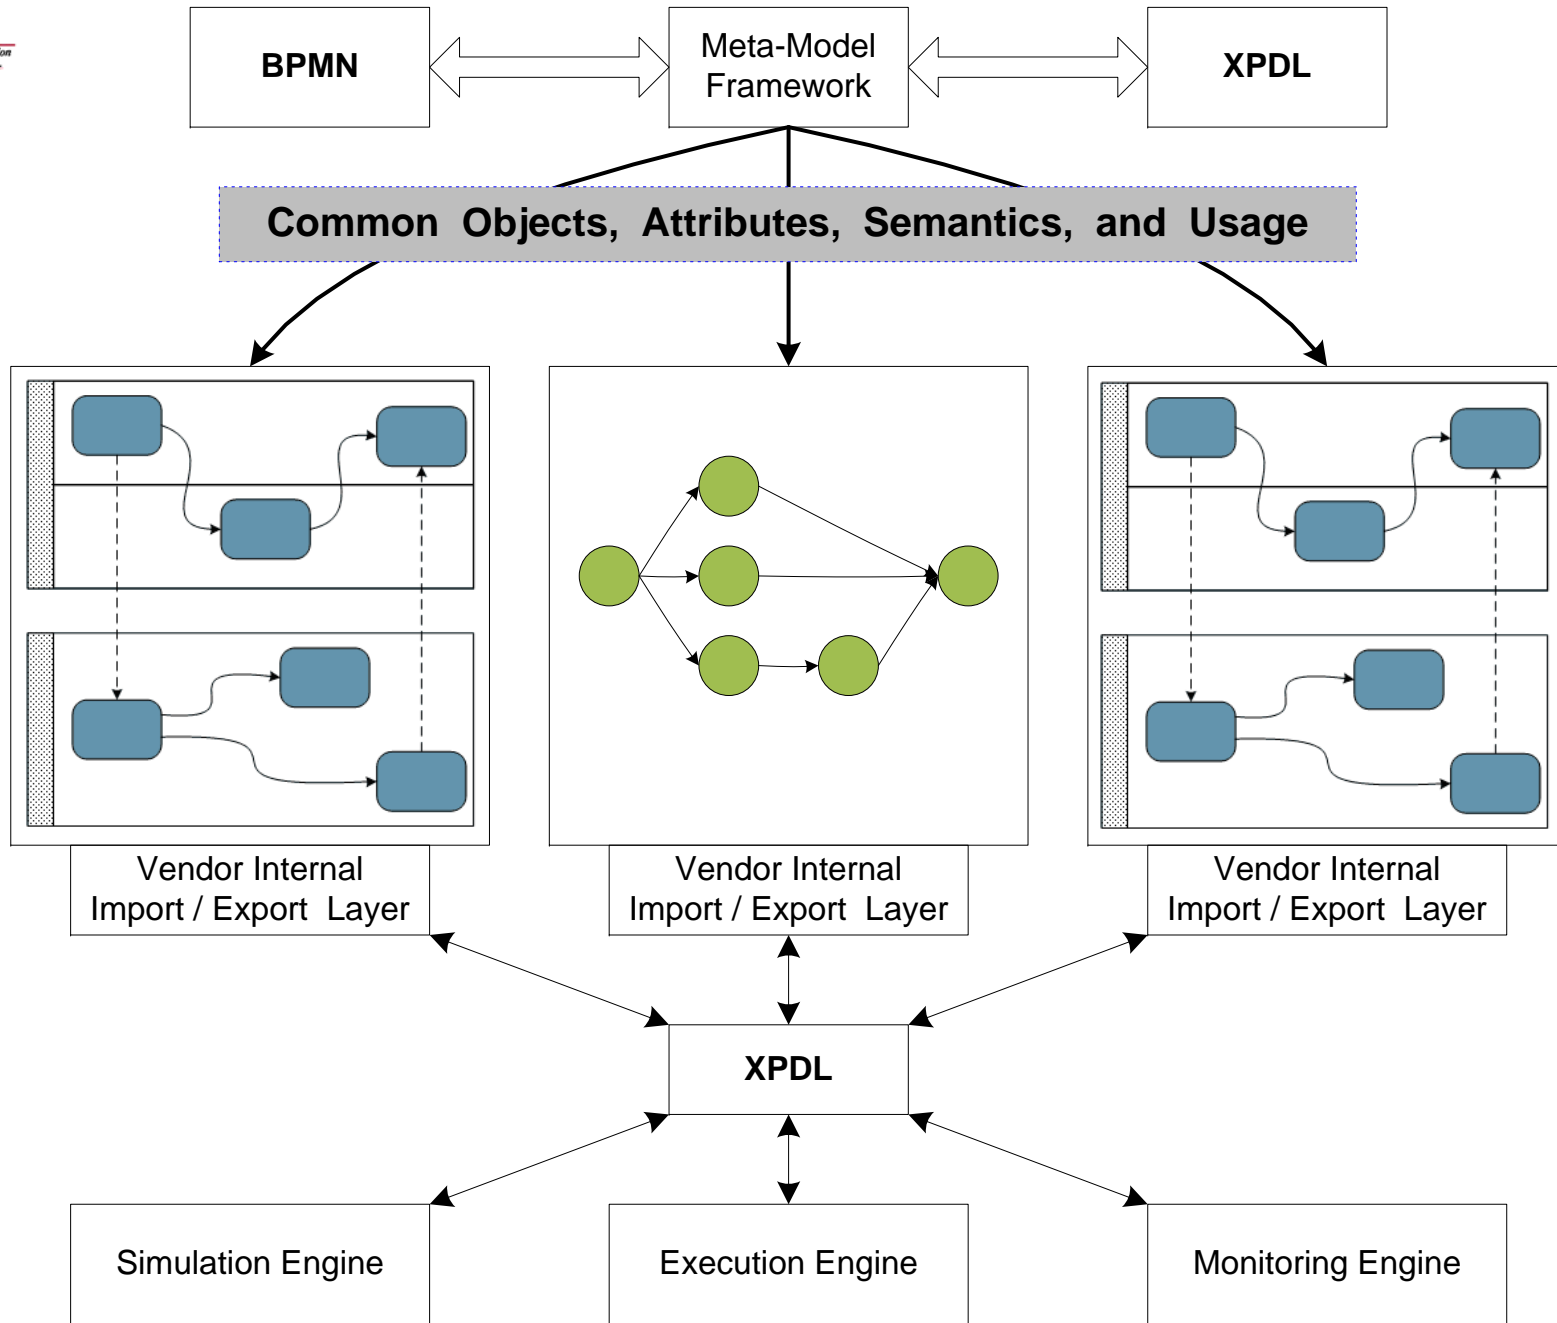 BPMN
Meta-Model
Framework
XPDL
Common Objects, Attributes, Semantics, and Usage
Vendor Internal
Import / Export Layer
Vendor Internal
Import / Export Layer
Vendor Internal
Import / Export Layer
XPDL
Simulation Engine
Execution Engine
Monitoring Engine